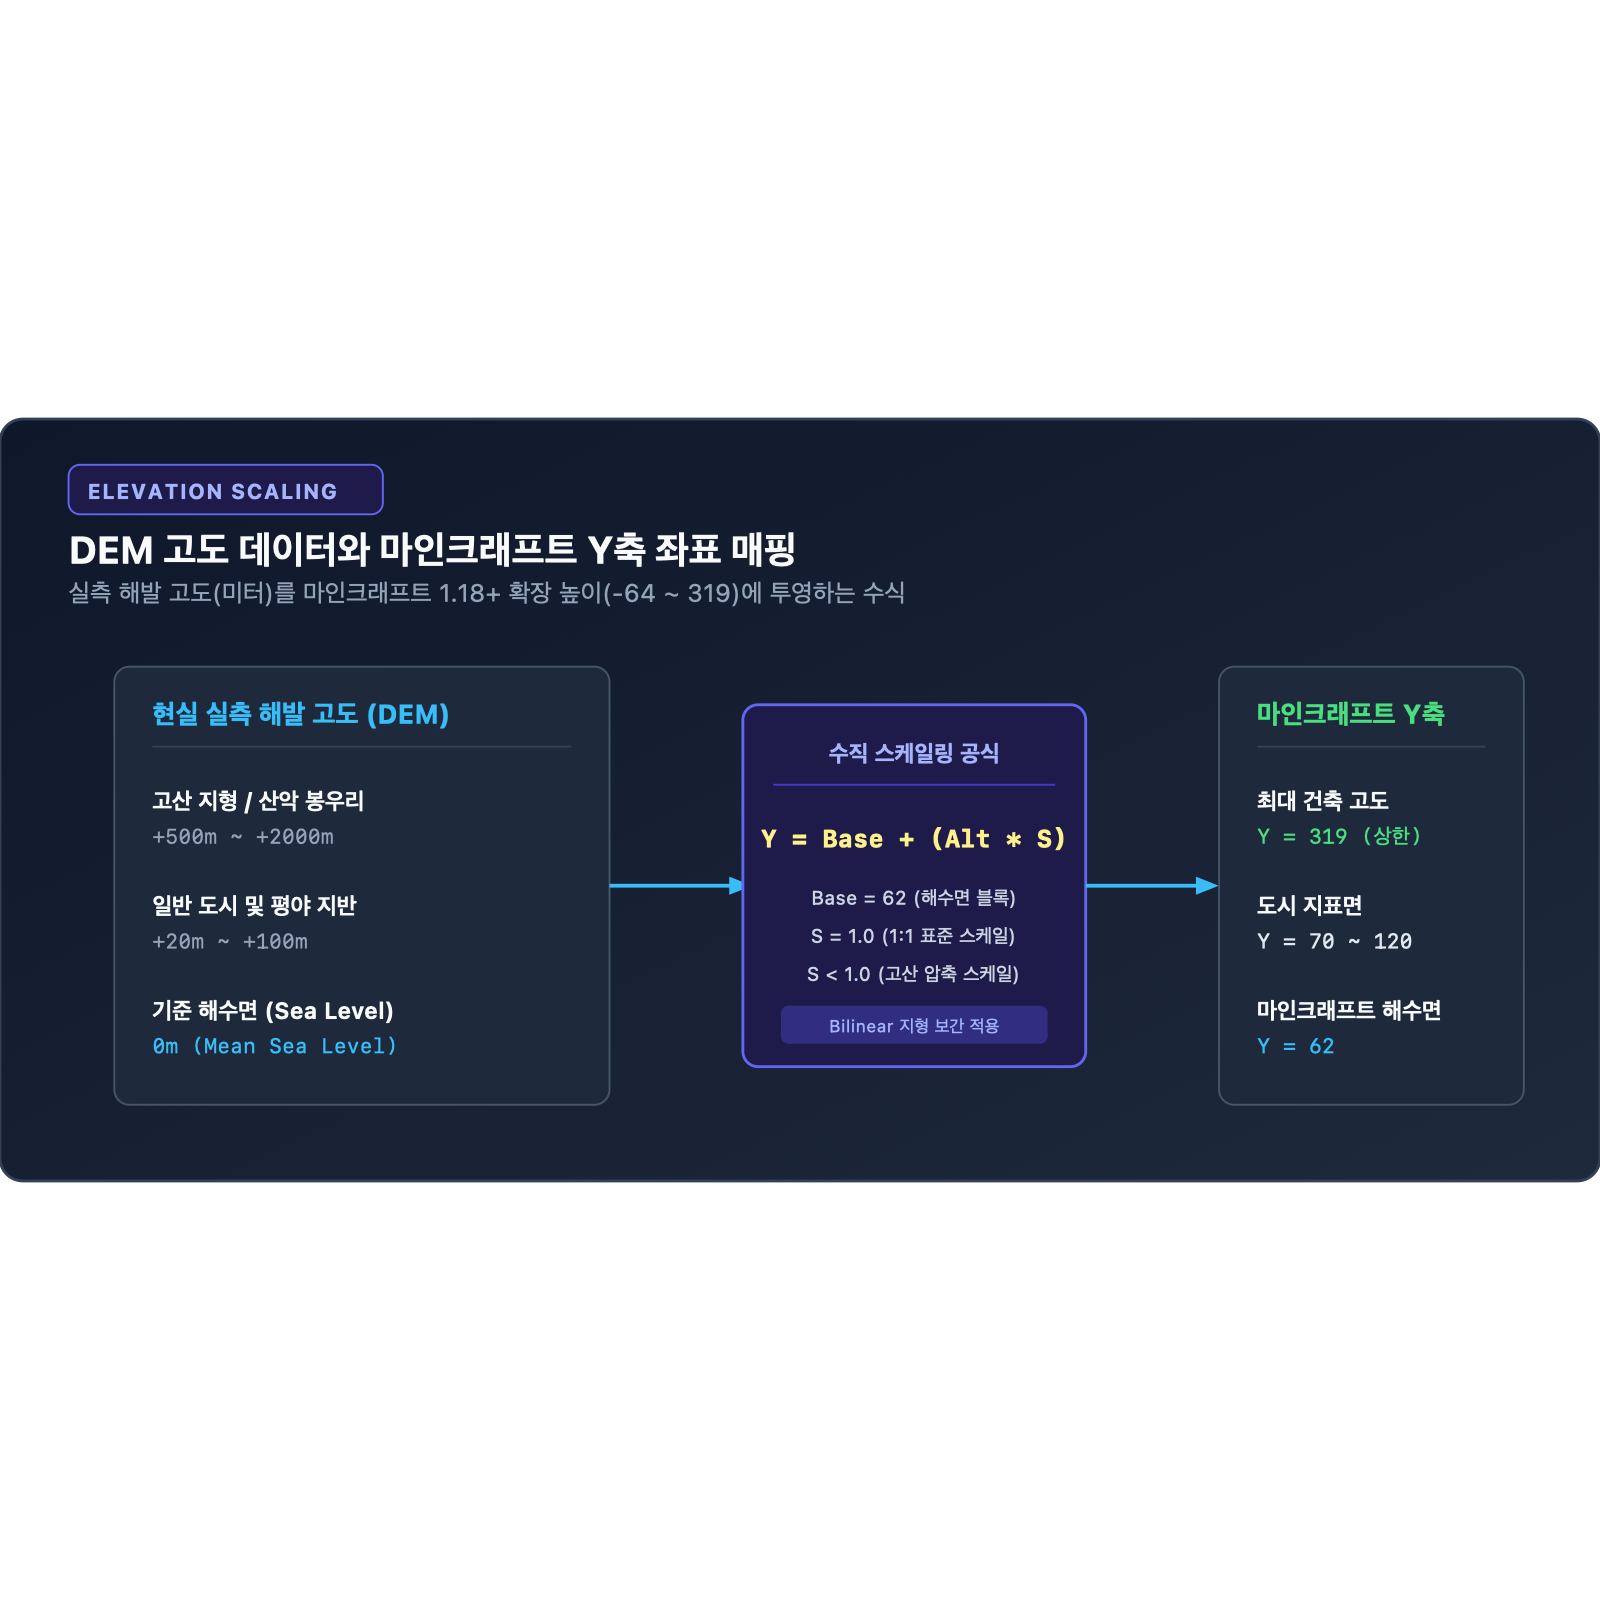 ELEVATION SCALING
DEM 고도 데이터와 마인크래프트 Y축 좌표 매핑
실측 해발 고도(미터)를 마인크래프트 1.18+ 확장 높이(-64 ~ 319)에 투영하는 수식
현실 실측 해발 고도 (DEM)
고산 지형 / 산악 봉우리
+500m ~ +2000m
일반 도시 및 평야 지반
+20m ~ +100m
기준 해수면 (Sea Level)
0m (Mean Sea Level)
수직 스케일링 공식
Y = Base + (Alt * S)
Base = 62 (해수면 블록)
S = 1.0 (1:1 표준 스케일)
S < 1.0 (고산 압축 스케일)
Bilinear 지형 보간 적용
마인크래프트 Y축
최대 건축 고도
Y = 319 (상한)
도시 지표면
Y = 70 ~ 120
마인크래프트 해수면
Y = 62